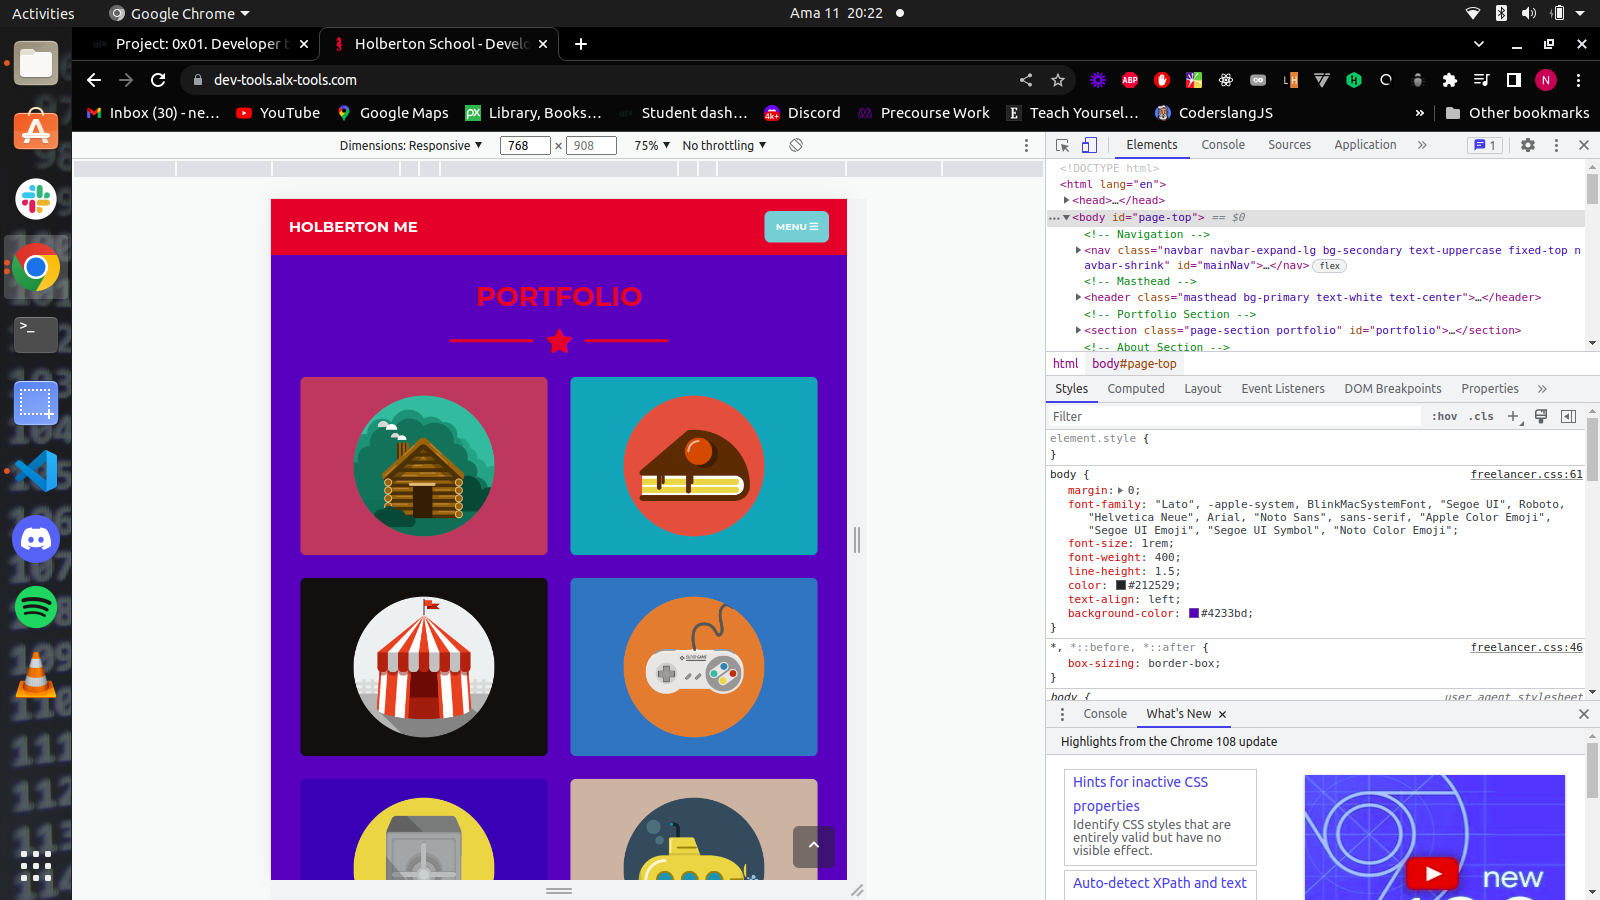 Activities
Google Chrome
Ama 11 20:22
Project: 0x01. Developer t
Holberton School - Develo
dev-tools.alx-tools.com
ABP
LH
N
Inbox (30) - ne...
YouTube
Google Maps
Library, Books...
Student dash...
Discord
Precourse Work
Teach Yoursel...
CoderslangJS
»
Other bookmarks
Dimensions: Responsive
768 × 908
75%
No throttling
Elements
Console
Sources
Application
»
1
HOLBERTON ME
MENU
PORTFOLIO
<!DOCTYPE html>
<html lang="en">
<head>…</head>
<body id="page-top"> == $0
<!-- Navigation -->
<nav class="navbar navbar-expand-lg bg-secondary text-uppercase fixed-top n
avbar-shrink" id="mainNav">…</nav> flex
<!-- Masthead -->
<header class="masthead bg-primary text-white text-center">…</header>
<!-- Portfolio Section -->
<section class="page-section portfolio" id="portfolio">…</section>
<!-- About Section -->
html
body#page-top
Styles
Computed
Layout
Event Listeners
DOM Breakpoints
Properties
»
Filter
:hov
.cls
element.style {
}
body {
freelancer.css:61
margin: 0;
font-family: "Lato", -apple-system, BlinkMacSystemFont, "Segoe UI", Roboto,
"Helvetica Neue", Arial, "Noto Sans", sans-serif, "Apple Color Emoji",
"Segoe UI Emoji", "Segoe UI Symbol", "Noto Color Emoji";
font-size: 1rem;
font-weight: 400;
line-height: 1.5;
color: #212529;
text-align: left;
background-color: #4233bd;
}
*, *::before, *::after {
freelancer.css:46
box-sizing: border-box;
}
body {
user agent stylesheet
Console
What's New
Highlights from the Chrome 108 update
Hints for inactive CSS
properties
Identify CSS styles that are
entirely valid but have no
visible effect.
Auto-detect XPath and text
new